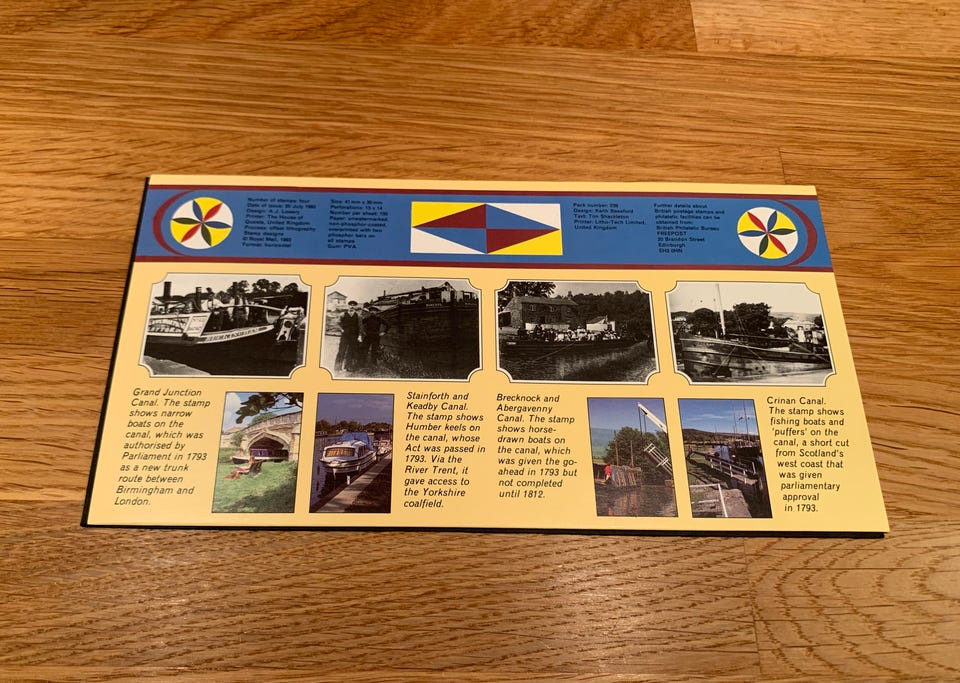 Number of stamps: four
Date of issue: 20 July 1993
Design: A.J. Lowery
Printer: The House of
Questa, United Kingdom
Process: offset lithography
Stamp designs
© Royal Mail, 1993
Format: horizontal
Size: 41mm x 30mm
Perforations: 15 x 14
Number per sheet: 100
Paper: unwatermarked,
non-phosphor-coated,
overprinted with two
phosphor bars on
all stamps
Gum: PVA
Pack number: 239
Design: Keith Bassford
Text: Tim Shackleton
Printer: Litho-Tech Limited,
United Kingdom
Further details about
British postage stamps and
philatelic facilities can be
obtained from:
British Philatelic Bureau
FREEPOST
20 Brandon Street
Edinburgh
EH3 0HN
Grand Junction
Canal. The stamp
shows narrow
boats on the
canal, which was
authorised by
Parliament in 1793
as a new trunk
route between
Birmingham and
London.
Stainforth and
Keadby Canal.
The stamp shows
Humber keels on
the canal, whose
Act was passed in
1793. Via the
River Trent, it
gave access to
the Yorkshire
coalfield.
Brecknock and
Abergavenny
Canal. The stamp
shows horse-
drawn boats on
the canal, which
was given the go-
ahead in 1793 but
not completed
until 1812.
Crinan Canal.
The stamp shows
fishing boats and
'puffers' on the
canal, a short cut
from Scotland's
west coast that
was given
parliamentary
approval
in 1793.